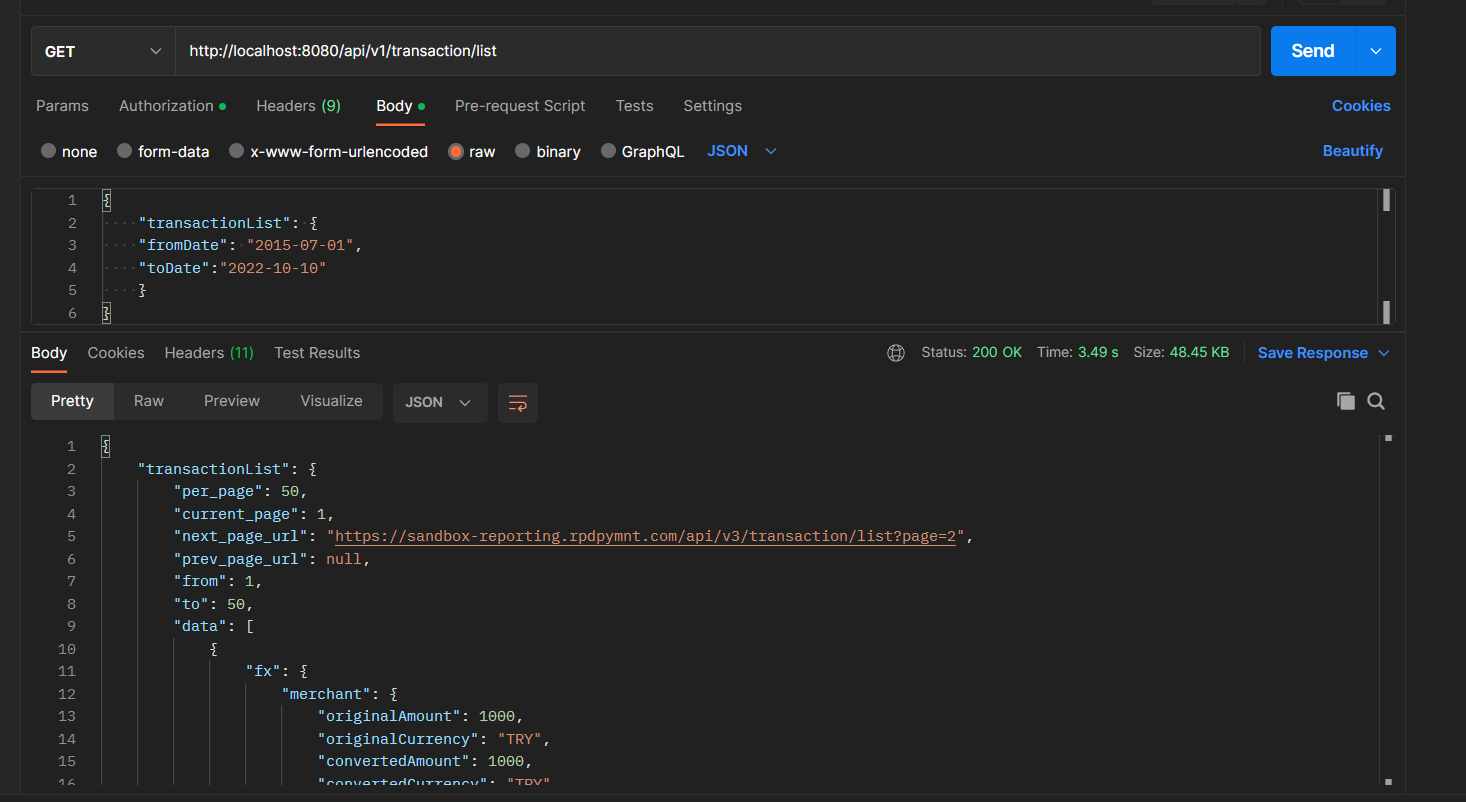 GET http://localhost:8080/api/v1/transaction/list Send
Params Authorization Headers (9) Body Pre-request Script Tests Settings Cookies
none form-data x-www-form-urlencoded raw binary GraphQL JSON Beautify
1 {
2 "transactionList": {
3 "fromDate": "2015-07-01",
4 "toDate":"2022-10-10"
5 }
6 }
Body Cookies Headers (11) Test Results Status: 200 OK Time: 3.49 s Size: 48.45 KB Save Response
Pretty Raw Preview Visualize JSON
1 {
2 "transactionList": {
3 "per_page": 50,
4 "current_page": 1,
5 "next_page_url": "https://sandbox-reporting.rpdpymnt.com/api/v3/transaction/list?page=2",
6 "prev_page_url": null,
7 "from": 1,
8 "to": 50,
9 "data": [
10 {
11 "fx": {
12 "merchant": {
13 "originalAmount": 1000,
14 "originalCurrency": "TRY",
15 "convertedAmount": 1000,
16 "convertedCurrency": "TRY"